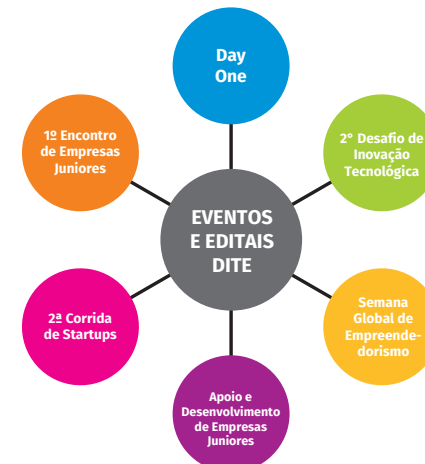 Day
One
1º Encontro
de Empresas
Juniores
2° Desafio de
Inovação
Tecnológica
EVENTOS
E EDITAIS
DITE
2ª Corrida
de Startups
Semana
Global de
Empreende-
dorismo
Apoio e
Desenvolvimento
de Empresas
Juniores